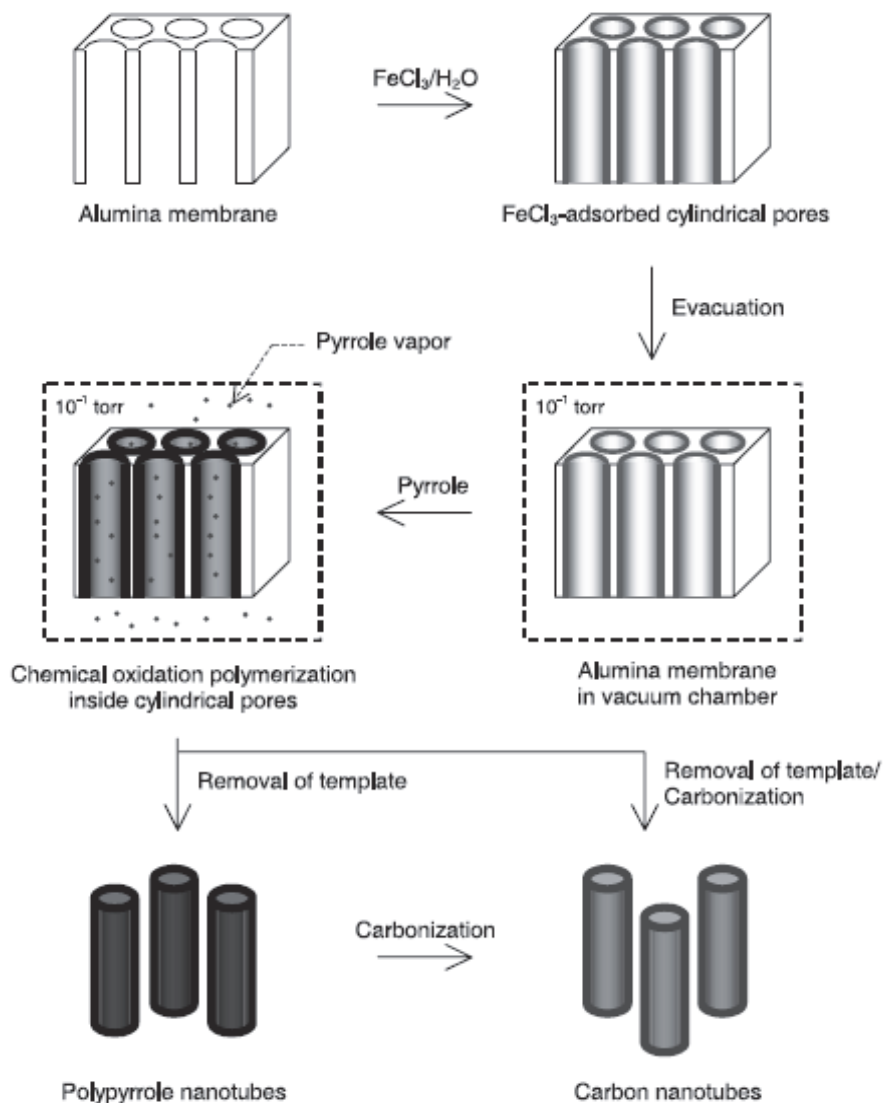 FeCl₃/H₂O
Alumina membrane
FeCl₃-adsorbed cylindrical pores
Evacuation
Pyrrole vapor
10⁻¹ torr
10⁻¹ torr
Pyrrole
Chemical oxidation polymerization
inside cylindrical pores
Alumina membrane
in vacuum chamber
Removal of template
Removal of template/
Carbonization
Carbonization
Polypyrrole nanotubes
Carbon nanotubes